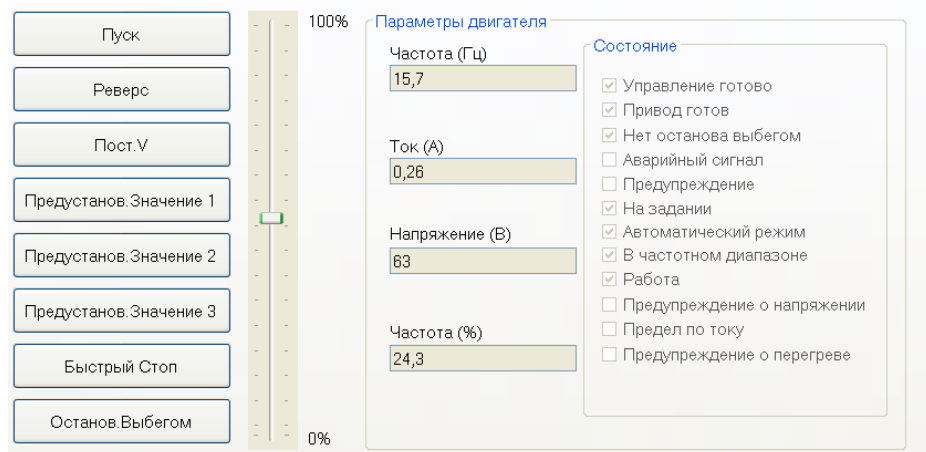 Пуск
Реверс
Пост.V
Предустанов.Значение 1
Предустанов.Значение 2
Предустанов.Значение 3
Быстрый Стоп
Останов.Выбегом
100%
0%
Параметры двигателя
Частота (Гц)
15,7
Ток (А)
0,26
Напряжение (В)
63
Частота (%)
24,3
Состояние
Управление готово
Привод готов
Нет останова выбегом
Аварийный сигнал
Предупреждение
На задании
Автоматический режим
В частотном диапазоне
Работа
Предупреждение о напряжении
Предел по току
Предупреждение о перегреве